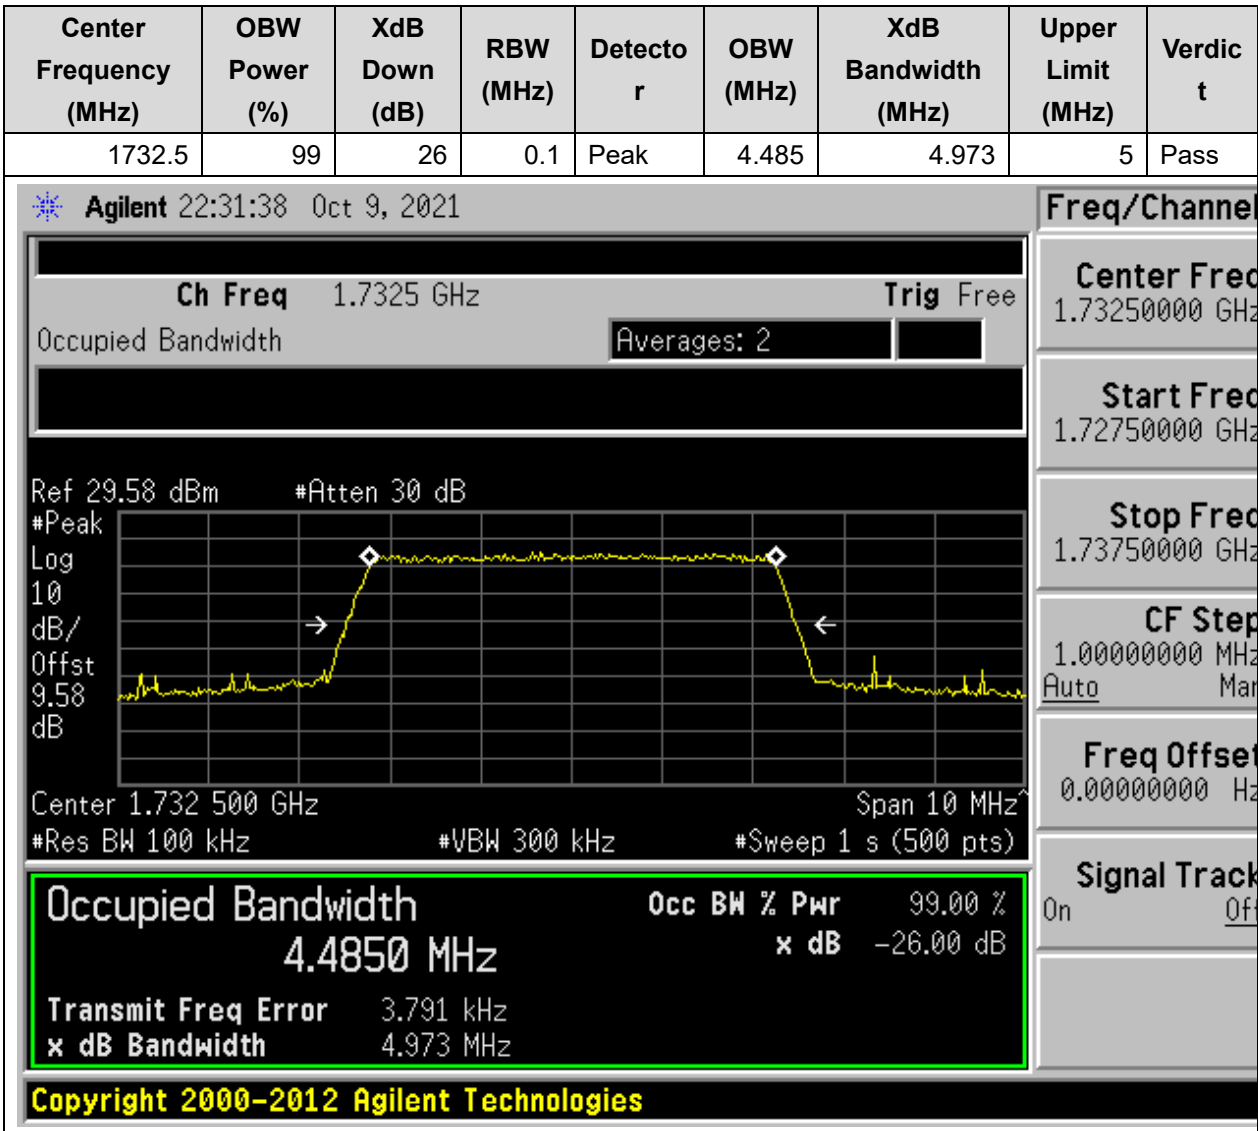 Center Frequency (MHz) OBW Power (%) XdB Down (dB) RBW (MHz) Detecto r OBW (MHz) XdB Bandwidth (MHz) Upper Limit (MHz) Verdic t
1732.5 99 26 0.1 Peak 4.485 4.973 5 Pass
Agilent 22:31:38 Oct 9, 2021
Ch Freq 1.7325 GHz Trig Free
Occupied Bandwidth Averages: 2
Ref 29.58 dBm #Atten 30 dB
#Peak
Log
10
dB/
Offst
9.58
dB
Center 1.732 500 GHz Span 10 MHz^
#Res BW 100 kHz #VBW 300 kHz #Sweep 1 s (500 pts)
Occupied Bandwidth Occ BW % Pwr 99.00 %
4.4850 MHz x dB -26.00 dB
Transmit Freq Error 3.791 kHz
x dB Bandwidth 4.973 MHz
Copyright 2000-2012 Agilent Technologies
Freq/Channel
Center Freq
1.73250000 GHz
Start Freq
1.72750000 GHz
Stop Freq
1.73750000 GHz
CF Step
1.00000000 MHz
Auto Man
Freq Offset
0.00000000 Hz
Signal Track
On Off